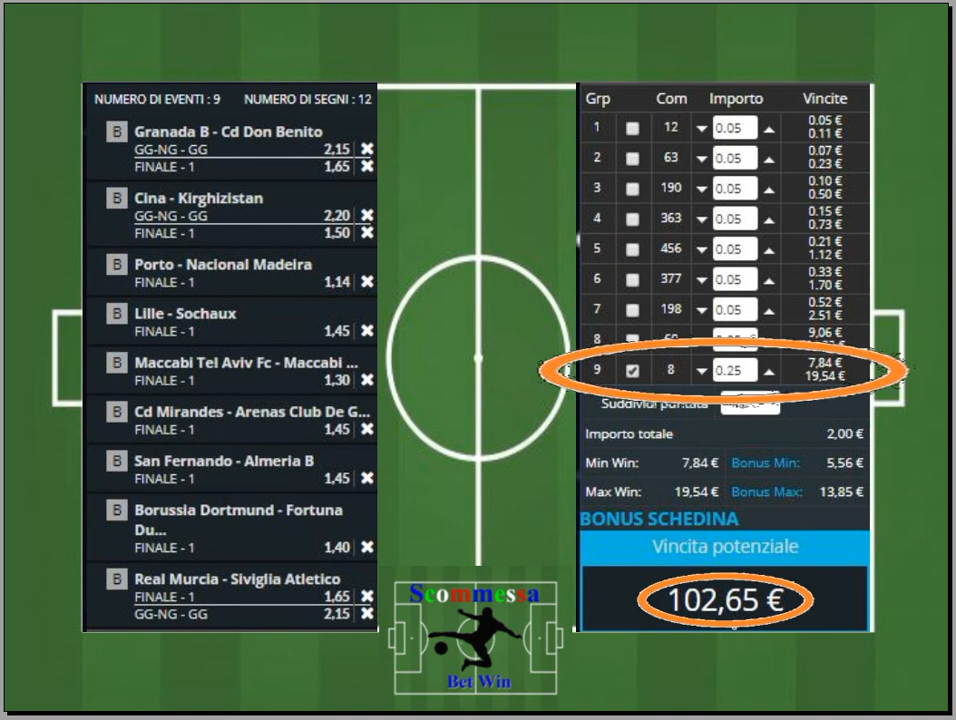 NUMERO DI EVENTI : 9 NUMERO DI SEGNI : 12
B Granada B - Cd Don Benito
GG-NG - GG 2,15
FINALE - 1 1,65
B Cina - Kirghizistan
GG-NG - GG 2,20
FINALE - 1 1,50
B Porto - Nacional Madeira
FINALE - 1 1,14
B Lille - Sochaux
FINALE - 1 1,45
B Maccabi Tel Aviv Fc - Maccabi ...
FINALE - 1 1,30
B Cd Mirandes - Arenas Club De G...
FINALE - 1 1,45
B San Fernando - Almeria B
FINALE - 1 1,45
B Borussia Dortmund - Fortuna
Du...
FINALE - 1 1,40
B Real Murcia - Siviglia Atletico
FINALE - 1 1,65
GG-NG - GG 2,15
Grp Com Importo Vincite
1 12 0.05 0.05 €
0.11 €
2 63 0.05 0.07 €
0.23 €
3 190 0.05 0.10 €
0.50 €
4 363 0.05 0.15 €
0.73 €
5 456 0.05 0.21 €
1.12 €
6 377 0.05 0.33 €
1.70 €
7 198 0.05 0.52 €
2.51 €
8 9,06 €
9 8 0.25 7,84 €
19,54 €
Suddividi puntata
Importo totale 2,00 €
Min Win: 7,84 € Bonus Min: 5,56 €
Max Win: 19,54 € Bonus Max: 13,85 €
BONUS SCHEDINA
Vincita potenziale
102,65 €
Scommessa
Bet Win